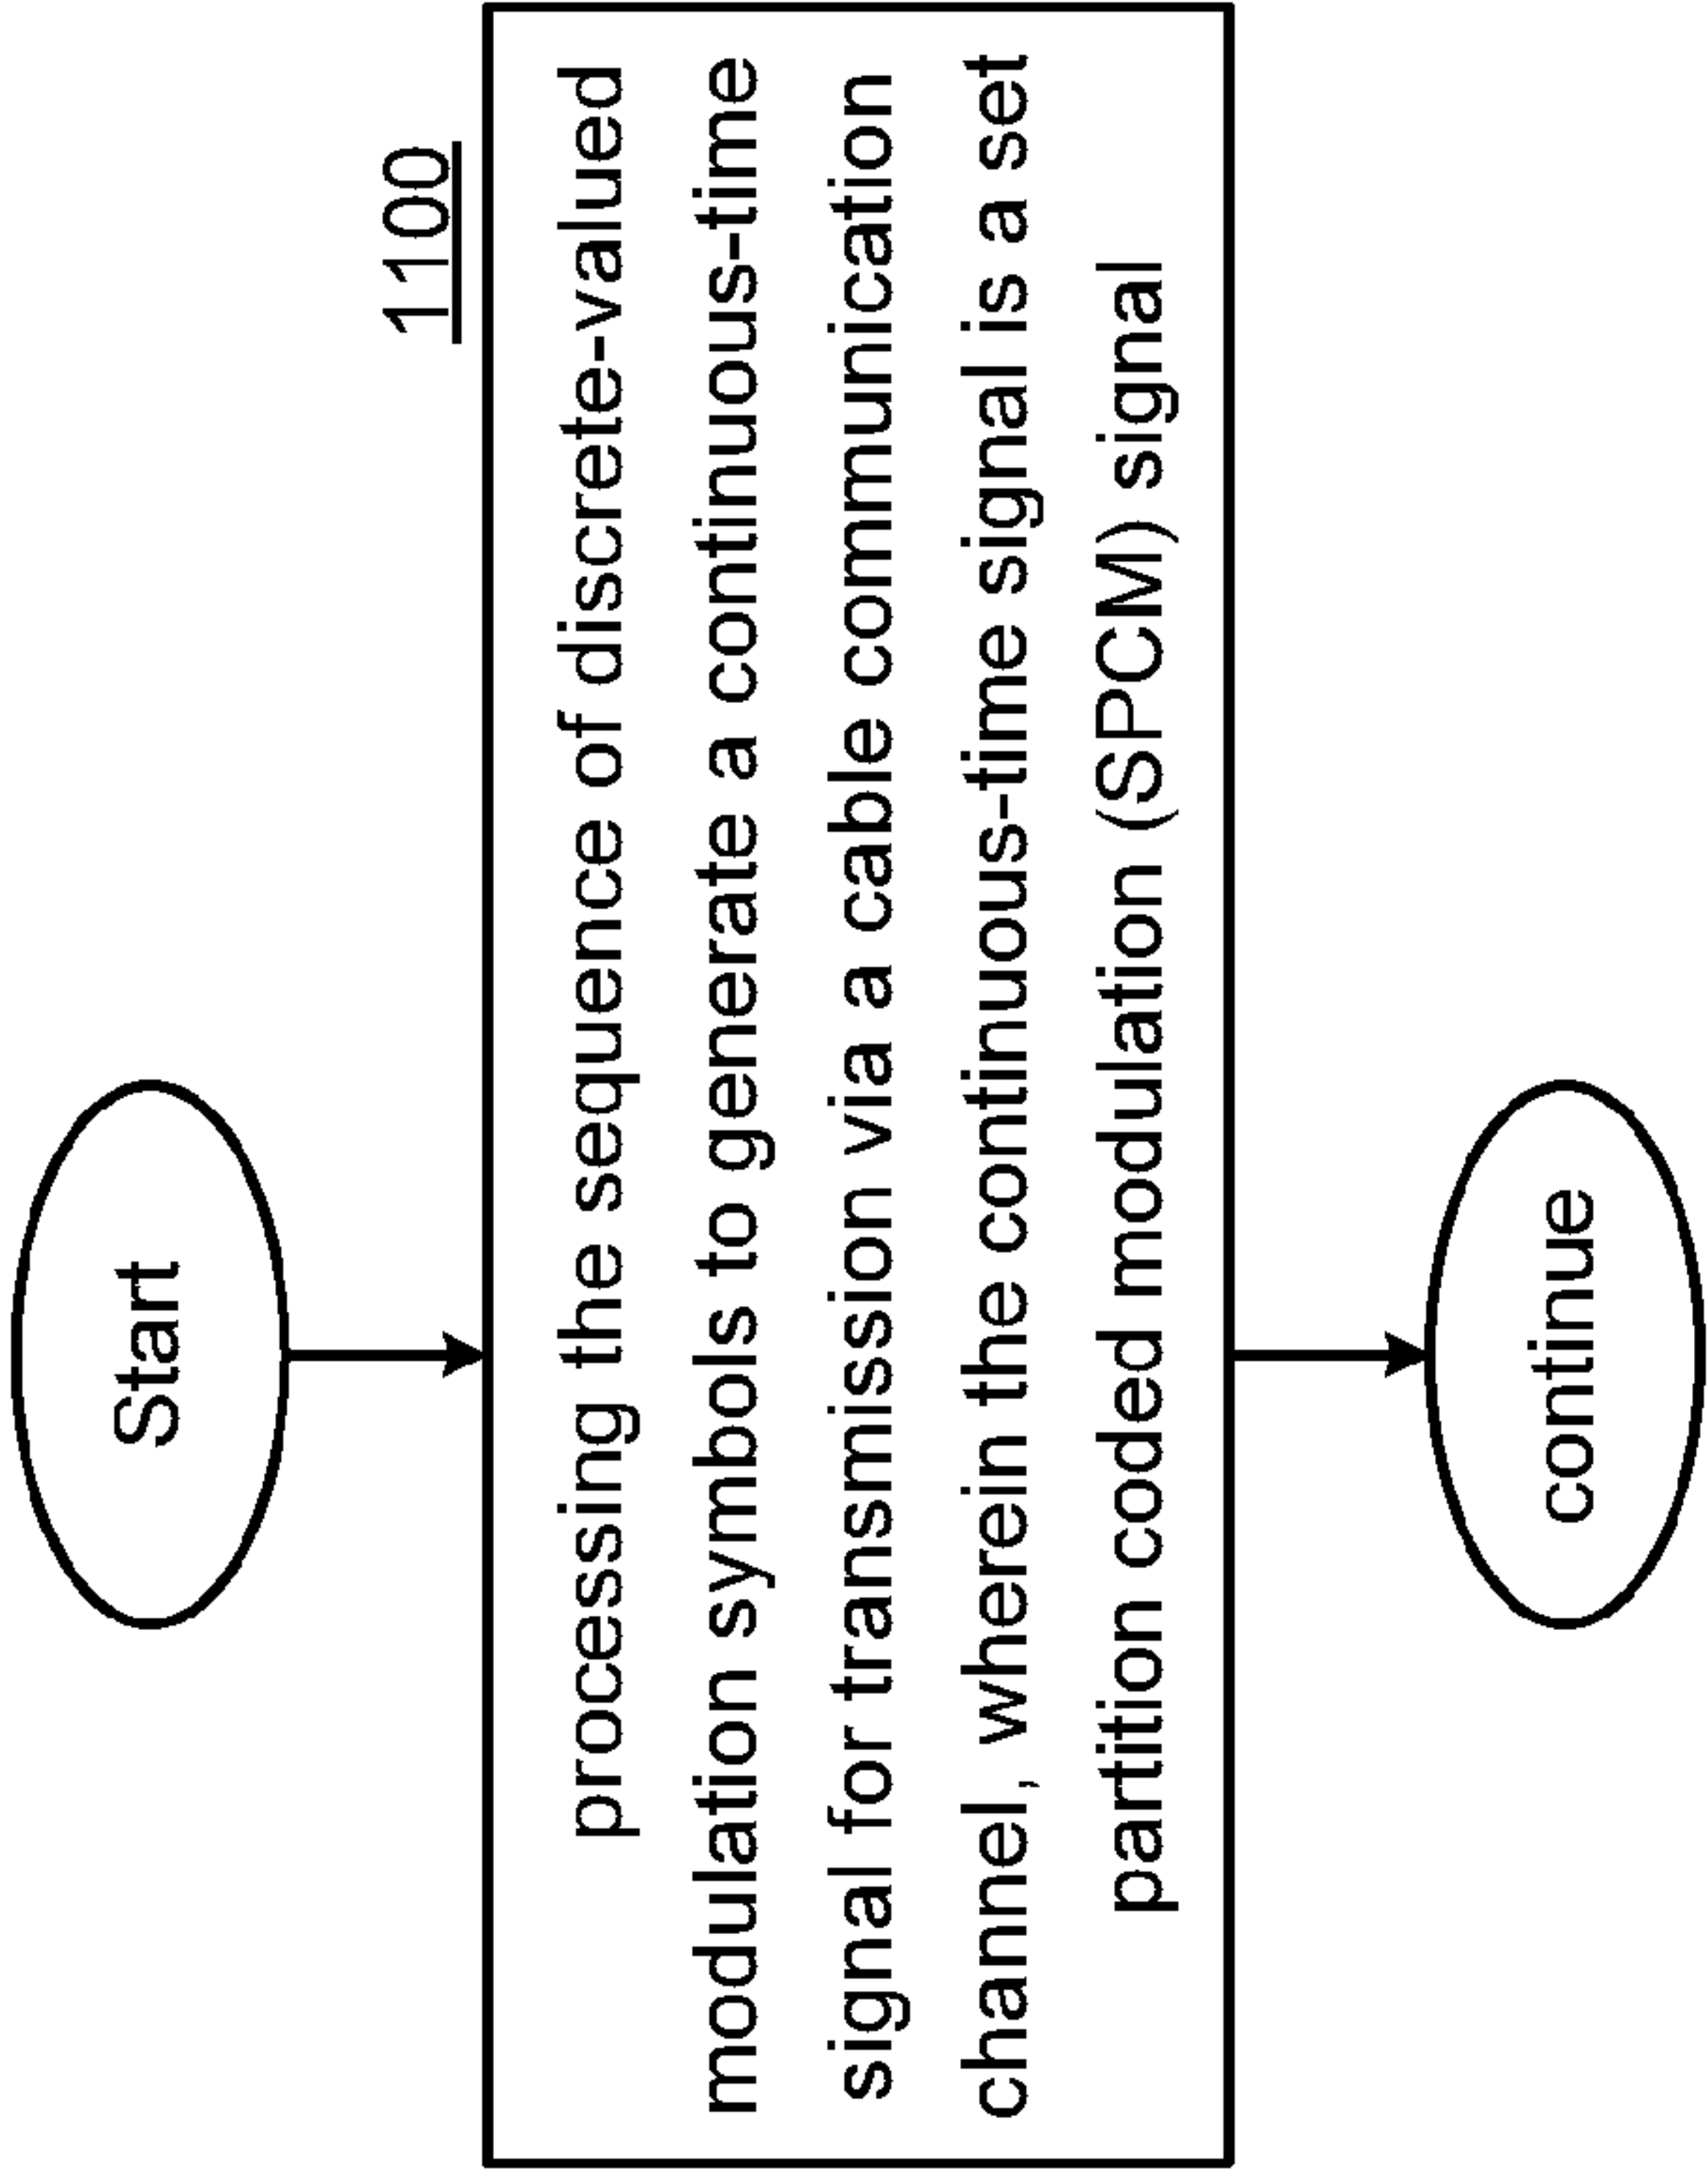 Start
1100
processing the sequence of discrete-valued
modulation symbols to generate a continuous-time
signal for transmission via a cable communication
channel, wherein the continuous-time signal is a set
partition coded modulation (SPCM) signal
continue